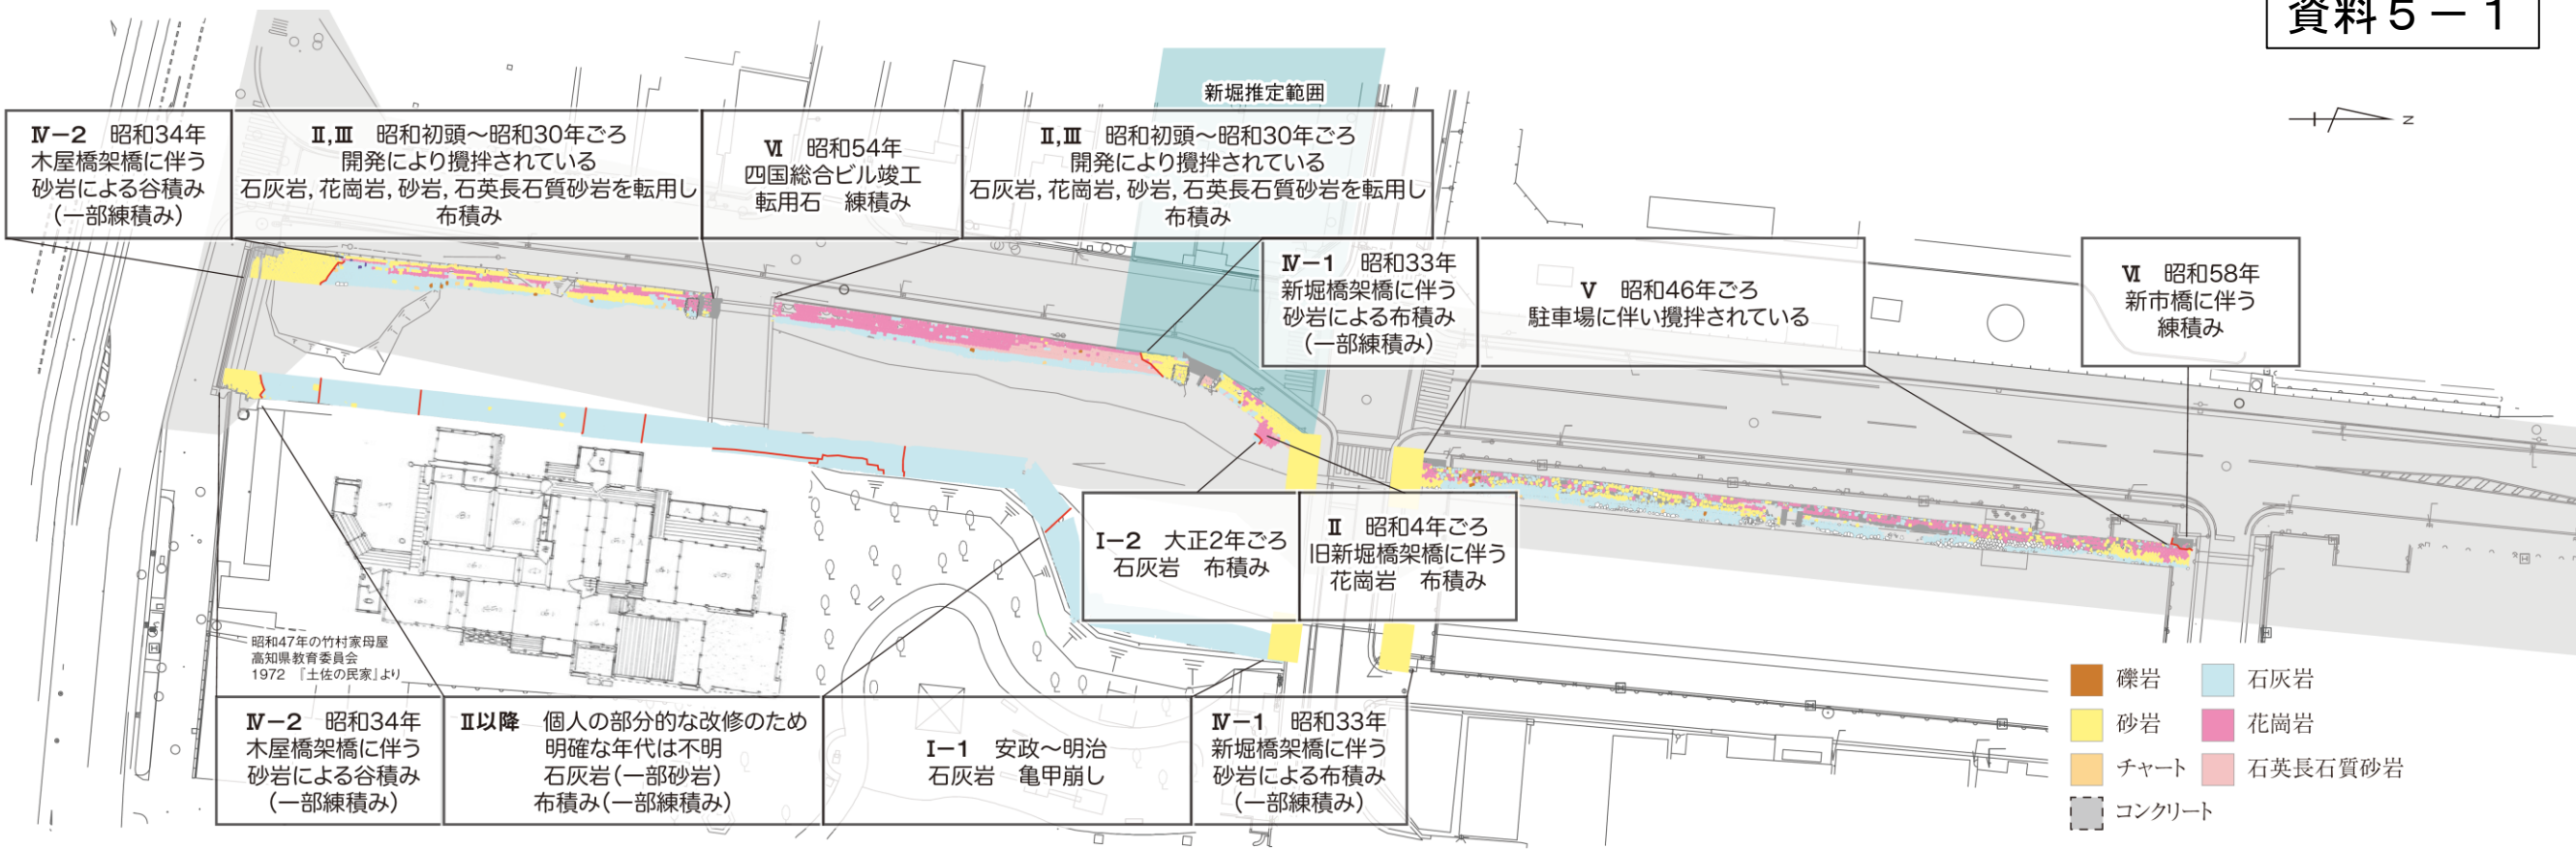 資料５－１
新堀推定範囲
N
Ⅳ－2　昭和34年
木屋橋架橋に伴う
砂岩による谷積み
（一部練積み）
Ⅱ,Ⅲ　昭和初頭～昭和30年ごろ
開発により攪拌されている
石灰岩，花崗岩，砂岩，石英長石質砂岩を転用し
布積み
Ⅵ　昭和54年
四国総合ビル竣工
転用石　練積み
Ⅱ,Ⅲ　昭和初頭～昭和30年ごろ
開発により攪拌されている
石灰岩，花崗岩，砂岩，石英長石質砂岩を転用し
布積み
Ⅳ－1　昭和33年
新堀橋架橋に伴う
砂岩による布積み
（一部練積み）
Ⅴ　昭和46年ごろ
駐車場に伴い攪拌されている
Ⅵ　昭和58年
新市橋に伴う
練積み
Ⅰ－2　大正2年ごろ
石灰岩　布積み
Ⅱ　昭和4年ごろ
旧新堀橋架橋に伴う
花崗岩　布積み
昭和47年の竹村家母屋
高知県教育委員会
1972　『土佐の民家』より
Ⅳ－2　昭和34年
木屋橋架橋に伴う
砂岩による谷積み
（一部練積み）
Ⅱ以降　個人の部分的な改修のため
明確な年代は不明
石灰岩（一部砂岩）
布積み（一部練積み）
Ⅰ－1　安政～明治
石灰岩　亀甲崩し
Ⅳ－1　昭和33年
新堀橋架橋に伴う
砂岩による布積み
（一部練積み）
礫岩
石灰岩
砂岩
花崗岩
チャート
石英長石質砂岩
コンクリート